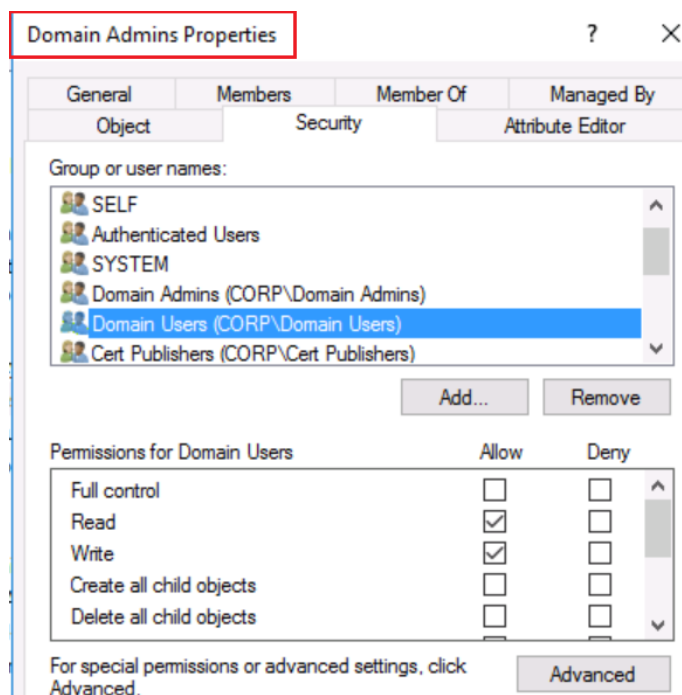 Domain Admins Properties ? ×
General Members Member Of Managed By
Object Security Attribute Editor
Group or user names:
SELF
Authenticated Users
SYSTEM
Domain Admins (CORP\Domain Admins)
Domain Users (CORP\Domain Users)
Cert Publishers (CORP\Cert Publishers)
Add... Remove
Permissions for Domain Users Allow Deny
Full control
Read
Write
Create all child objects
Delete all child objects
For special permissions or advanced settings, click
Advanced.
Advanced